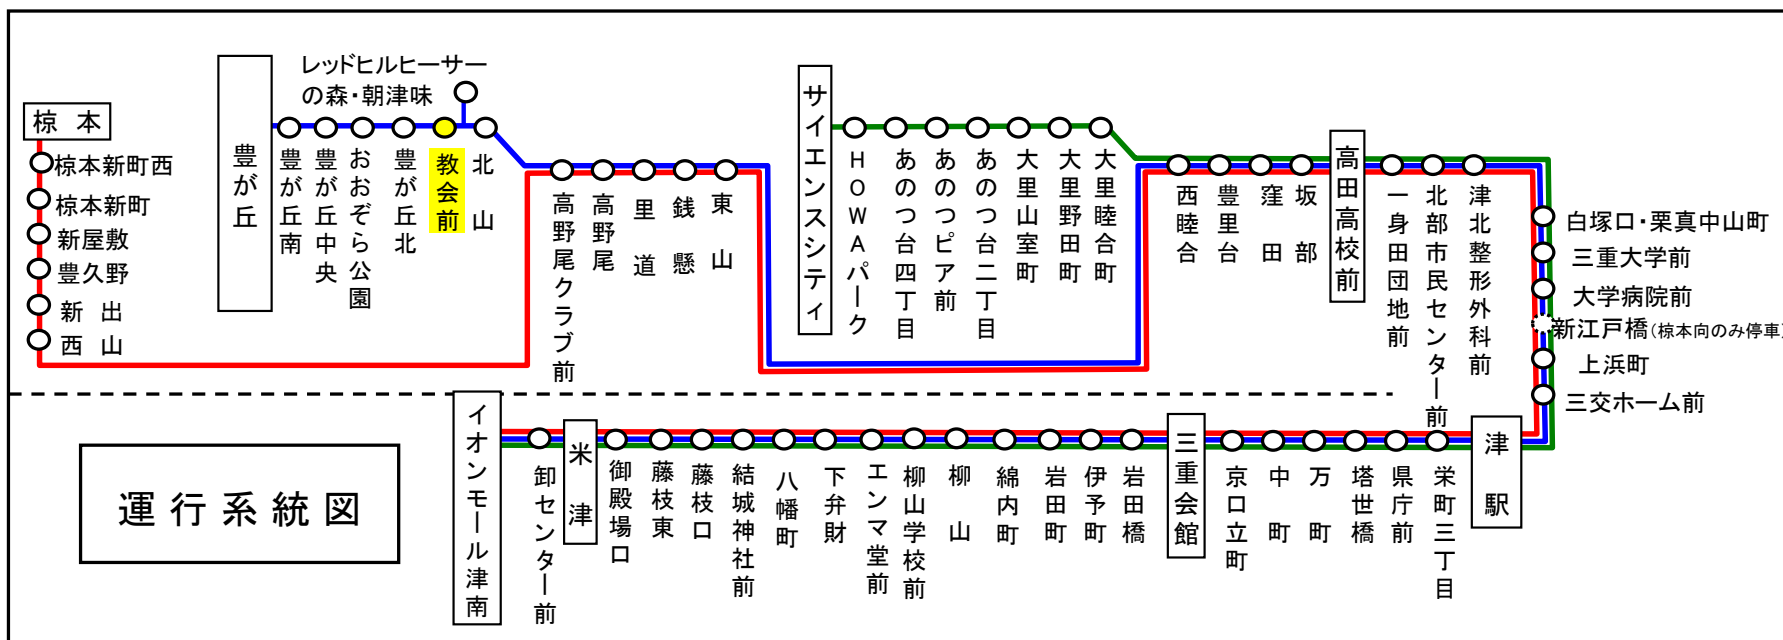 椋本
椋本新町西
椋本新町
新屋敷
豊久野
新出
西山
豊が丘
レッドヒルヒーサー
の森・朝津味
豊が丘南
豊が丘中央
おおぞら公園
豊が丘北
教会前
北山
高野尾クラブ前
高野尾
里道
銭懸
東山
サイエンスシティ
HOWAパーク
あのつ台四丁目
あのつピア前
あのつ台二丁目
大里山室町
大里野田町
大里睦合町
西睦合
豊里台
窪田
坂部
高田高校前
一身田団地前
北部市民センター前
津北整形外科前
白塚口・栗真中山町
三重大学前
大学病院前
新江戸橋(椋本向のみ停車)
上浜町
三交ホーム前
運行系統図
イオンモール津南
卸センター前
米津
御殿場口
藤枝東
藤枝口
結城神社前
八幡町
下弁財
エンマ堂前
柳山学校前
柳山
綿内町
岩田町
伊予町
岩田橋
三重会館
京口立町
中町
万町
塔世橋
県庁前
栄町三丁目
津駅